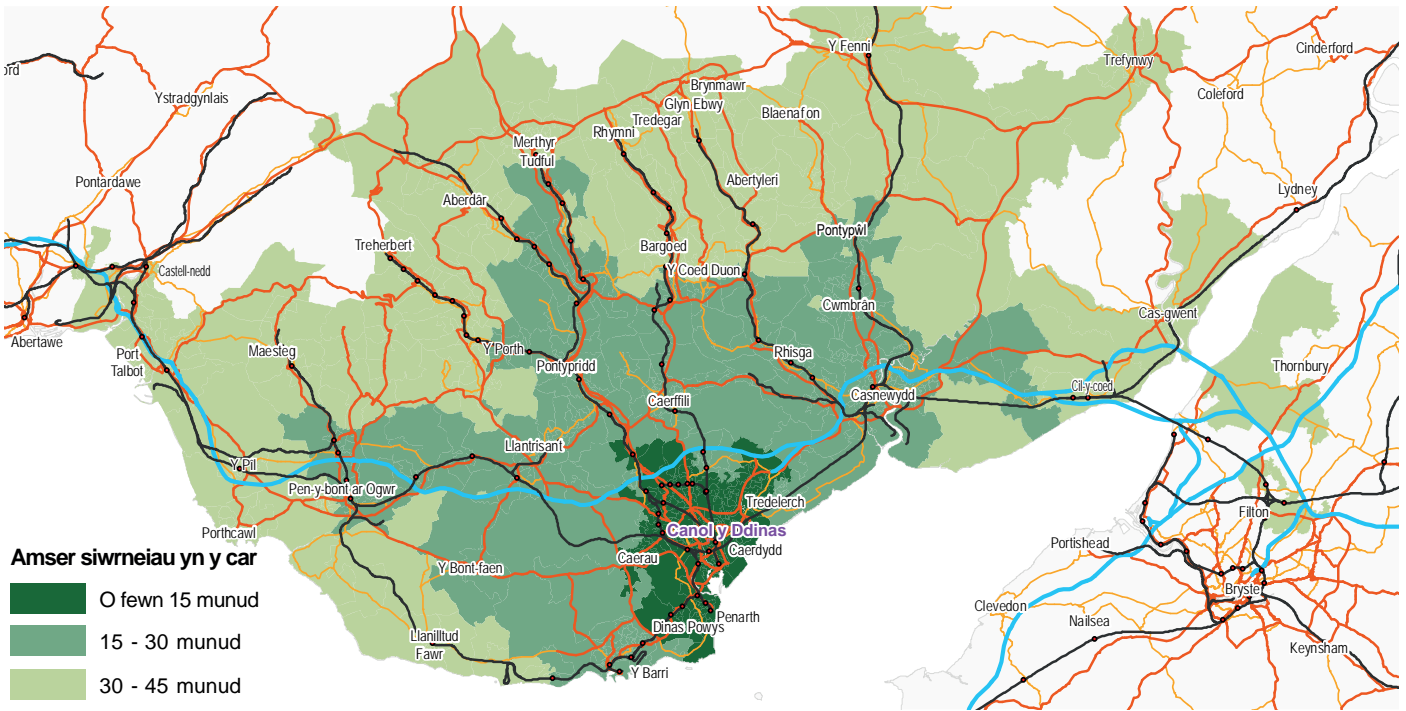 Y Fenni
Trefynwy
Cinderford
ord
Ystradgynlais
Brynmawr
Coleford
Glyn Ebwy
Tredegar
Blaenafon
Rhymni
Merthyr
Tudful
Pontardawe
Abertyleri
Lydney
Aberdâr
Treherbert
Bargoed
Pontypŵl
Castell-nedd
Y Coed Duon
Cwmbrân
Cas-gwent
Abertawe
Port
Talbot
Maesteg
Y Porth
Pontypridd
Rhisga
Thornbury
Cil-y-coed
Caerffili
Casnewydd
Llantrisant
Y Pîl
Pen-y-bont ar Ogwr
Tredelerch
Filton
Porthcawl
Canol y Ddinas
Portishead
Caerdydd
Amser siwrneiau yn y car
Caerau
Y Bont-faen
Bryste
O fewn 15 munud
Clevedon
Penarth
Nailsea
Dinas Powys
15 - 30 munud
Llanilltud
Fawr
Keynsham
Y Barri
30 - 45 munud